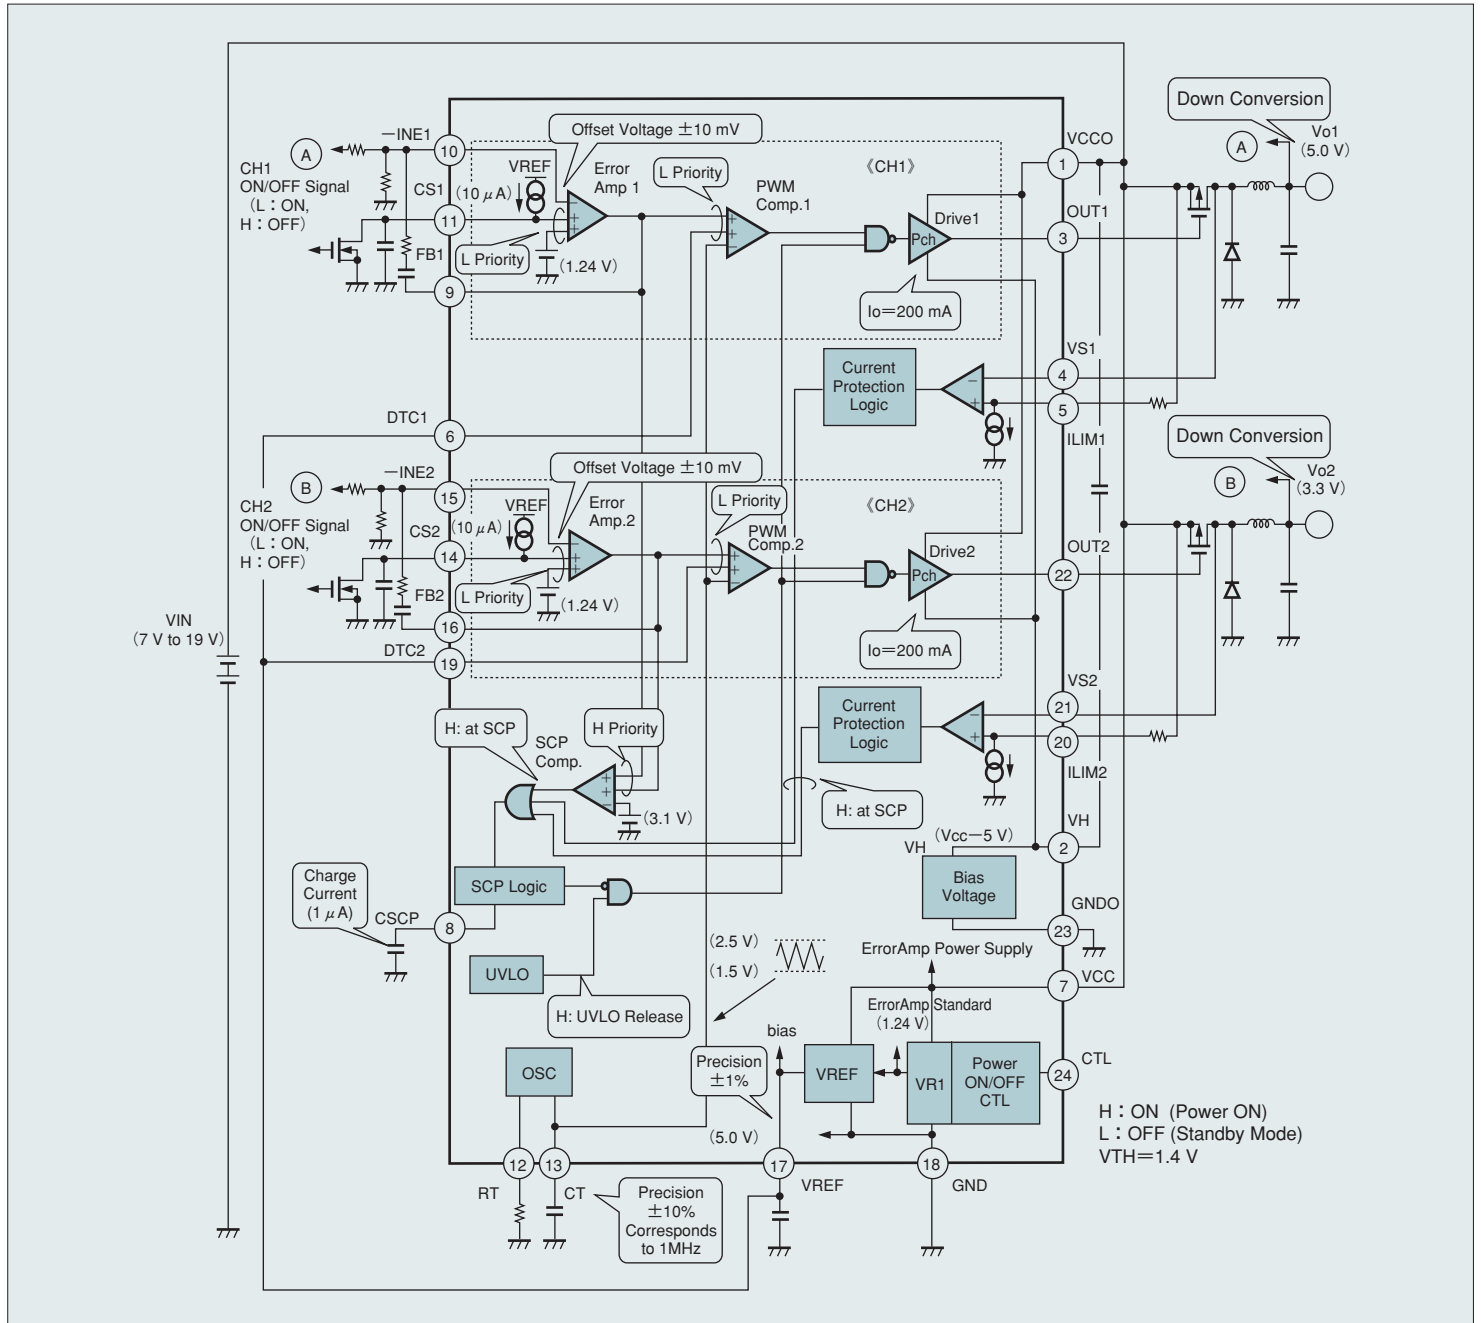 Down Conversion
Vo1
(5.0 V)
A
VCCO
1
−INE1
10
A
CH1
ON/OFF Signal
(L：ON,
H：OFF)
CS1
11
FB1
9
Offset Voltage ±10 mV
VREF
(10 μA)
Error
Amp 1
L Priority
(1.24 V)
L Priority
PWM
Comp.1
《CH1》
Drive1
Pch
Io=200 mA
OUT1
3
VS1
4
5
ILIM1
Current
Protection
Logic
DTC1
6
Down Conversion
Vo2
(3.3 V)
B
−INE2
15
B
CH2
ON/OFF Signal
(L：ON,
H：OFF)
CS2
14
FB2
16
DTC2
19
Offset Voltage ±10 mV
VREF
(10 μA)
Error
Amp.2
L Priority
(1.24 V)
L Priority
PWM
Comp.2
《CH2》
Drive2
Pch
Io=200 mA
OUT2
22
VIN
(7 V to 19 V)
VS2
21
20
ILIM2
Current
Protection
Logic
H: at SCP
H Priority
SCP
Comp.
+
+
−
(3.1 V)
H: at SCP
VH
2
(Vcc−5 V)
VH
Bias
Voltage
GNDO
23
Charge
Current
(1 μA)
CSCP
8
SCP Logic
UVLO
H: UVLO Release
(2.5 V)
(1.5 V)
ErrorAmp Power Supply
7
VCC
ErrorAmp Standard
(1.24 V)
bias
Precision
±1%
VREF
VR1
Power
ON/OFF
CTL
24
CTL
H：ON (Power ON)
L：OFF (Standby Mode)
VTH=1.4 V
OSC
(5.0 V)
12
13
17
18
RT
CT
VREF
GND
Precision
±10%
Corresponds
to 1MHz